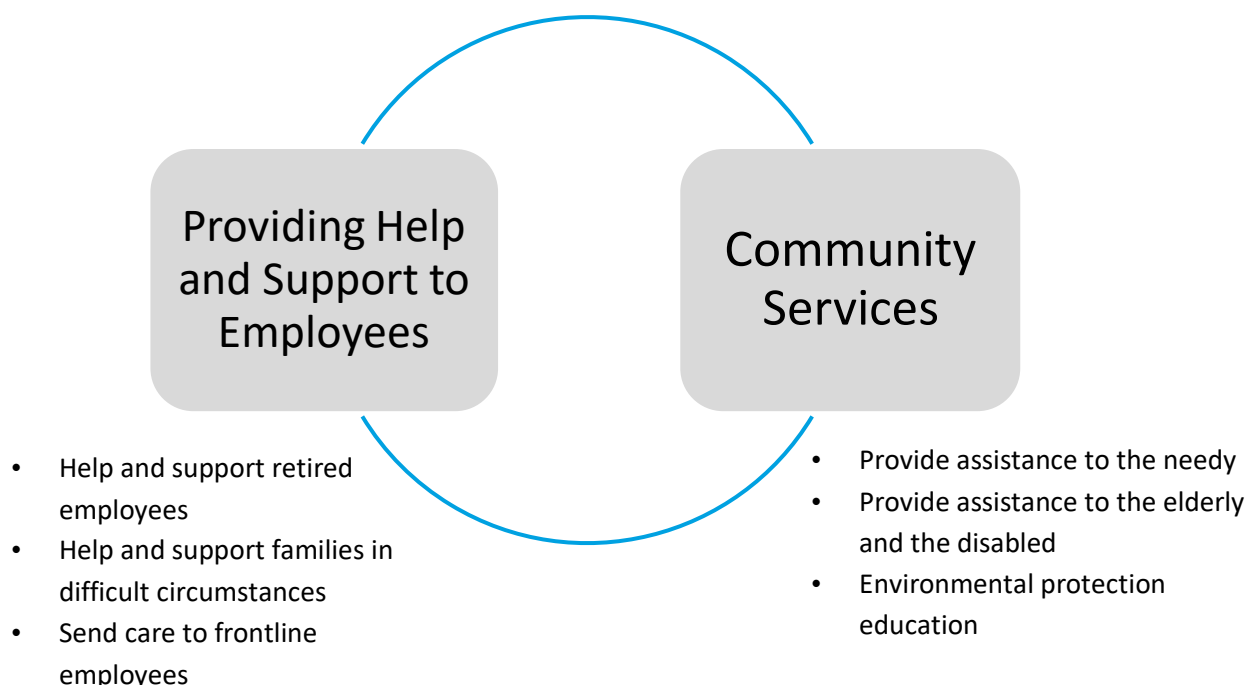 Providing Help
and Support to
Employees
Community
Services
• Help and support retired
employees
• Help and support families in
difficult circumstances
• Send care to frontline
employees
• Provide assistance to the needy
• Provide assistance to the elderly
and the disabled
• Environmental protection
education